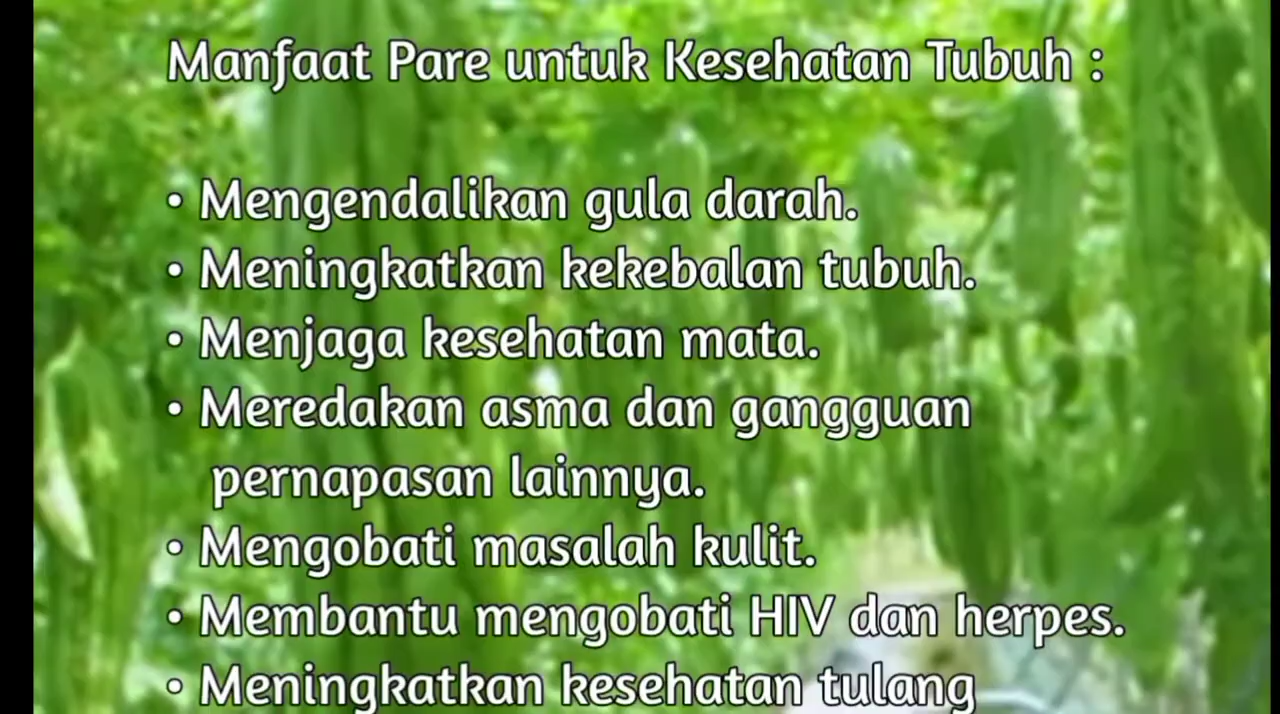 Manfaat Pare untuk Kesehatan Tubuh :
• Mengendalikan gula darah.
• Meningkatkan kekebalan tubuh.
• Menjaga kesehatan mata.
• Meredakan asma dan gangguan
pernapasan lainnya.
• Mengobati masalah kulit.
• Membantu mengobati HIV dan herpes.
• Meningkatkan kesehatan tulang